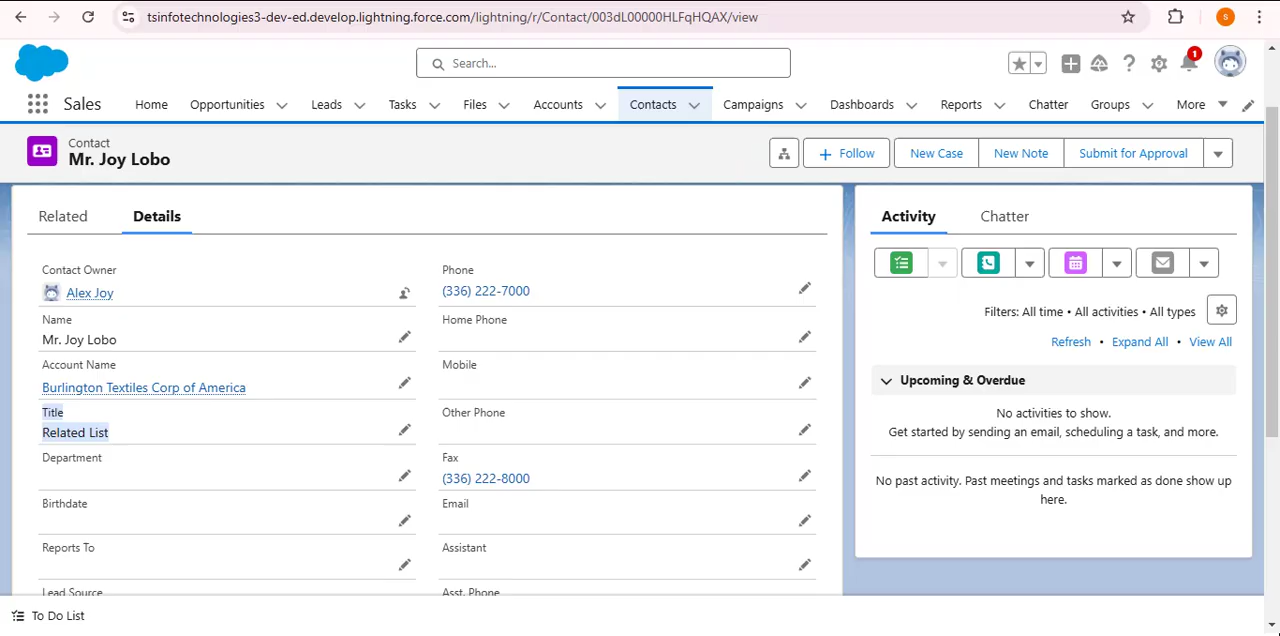 tsinfotechnologies3-dev-ed.develop.lightning.force.com/lightning/r/Contact/003dL00000HLFqHQAX/view
S
Search...
1
Sales Home Opportunities Leads Tasks Files Accounts Contacts Campaigns Dashboards Reports Chatter Groups More
Contact
Mr. Joy Lobo
Follow New Case New Note Submit for Approval
Related Details
Contact Owner
Alex Joy
Name
Mr. Joy Lobo
Account Name
Burlington Textiles Corp of America
Title
Related List
Department
Birthdate
Reports To
Lead Source
Phone
(336) 222-7000
Home Phone
Mobile
Other Phone
Fax
(336) 222-8000
Email
Assistant
Asst. Phone
Activity Chatter
Filters: All time • All activities • All types
Refresh • Expand All • View All
Upcoming & Overdue
No activities to show.
Get started by sending an email, scheduling a task, and more.
No past activity. Past meetings and tasks marked as done show up
here.
To Do List